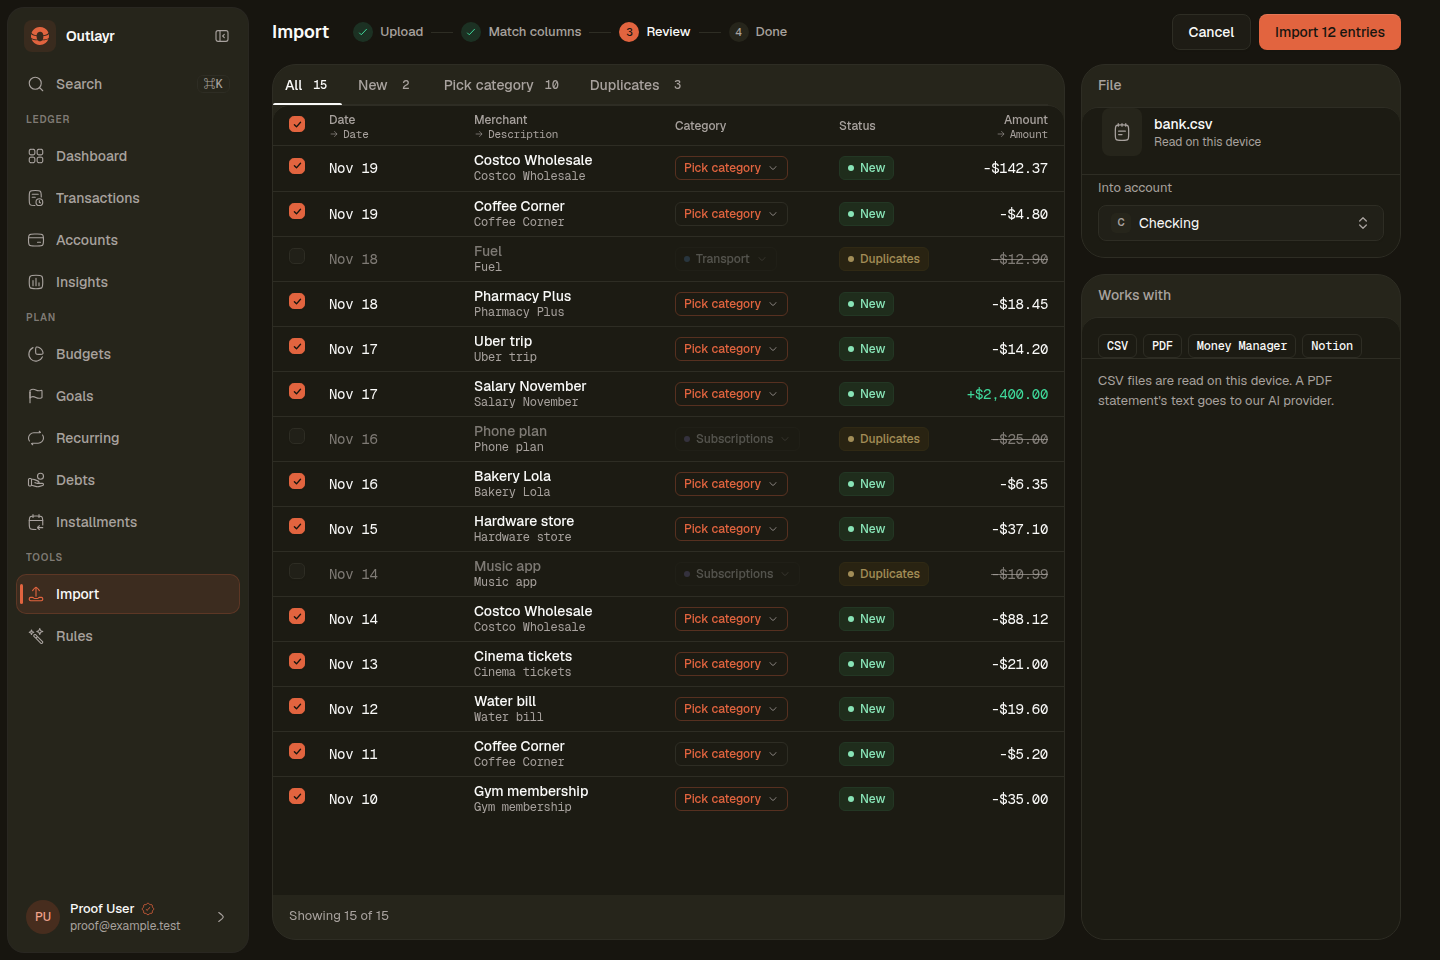 Outlayr
Search ⌘K
LEDGER
Dashboard
Transactions
Accounts
Insights
PLAN
Budgets
Goals
Recurring
Debts
Installments
TOOLS
Import
Rules
PU Proof User
proof@example.test
Import Upload Match columns 3 Review 4 Done Cancel Import 12 entries
All 15 New 2 Pick category 10 Duplicates 3
Date Merchant Category Status Amount
→ Date → Description → Amount
Nov 19 Costco Wholesale Pick category New -$142.37
Costco Wholesale
Nov 19 Coffee Corner Pick category New -$4.80
Coffee Corner
Nov 18 Fuel Transport Duplicates -$12.90
Fuel
Nov 18 Pharmacy Plus Pick category New -$18.45
Pharmacy Plus
Nov 17 Uber trip Pick category New -$14.20
Uber trip
Nov 17 Salary November Pick category New +$2,400.00
Salary November
Nov 16 Phone plan Subscriptions Duplicates -$25.00
Phone plan
Nov 16 Bakery Lola Pick category New -$6.35
Bakery Lola
Nov 15 Hardware store Pick category New -$37.10
Hardware store
Nov 14 Music app Subscriptions Duplicates -$10.99
Music app
Nov 14 Costco Wholesale Pick category New -$88.12
Costco Wholesale
Nov 13 Cinema tickets Pick category New -$21.00
Cinema tickets
Nov 12 Water bill Pick category New -$19.60
Water bill
Nov 11 Coffee Corner Pick category New -$5.20
Coffee Corner
Nov 10 Gym membership Pick category New -$35.00
Gym membership
Showing 15 of 15
File
bank.csv
Read on this device
Into account
C Checking
Works with
CSV PDF Money Manager Notion
CSV files are read on this device. A PDF
statement's text goes to our AI provider.